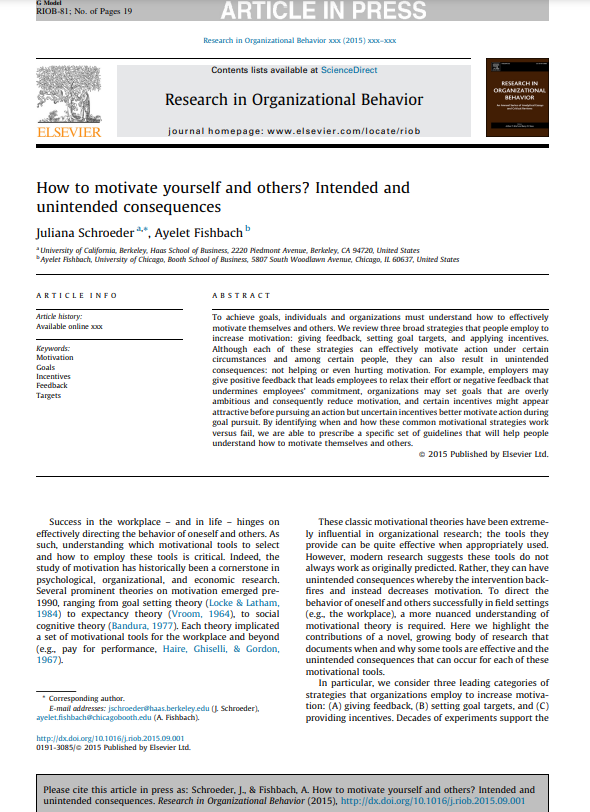 G Model
RIOB-81; No. of Pages 19
ARTICLE IN PRESS
Research in Organizational Behavior xxx (2015) xxx–xxx
Contents lists available at ScienceDirect
Research in Organizational Behavior
journal homepage: www.elsevier.com/locate/riob
ELSEVIER
RESEARCH IN
ORGANIZATIONAL
BEHAVIOR
How to motivate yourself and others? Intended and
unintended consequences
Juliana Schroeder a,*, Ayelet Fishbach b
a University of California, Berkeley, Haas School of Business, 2220 Piedmont Avenue, Berkeley, CA 94720, United States
b Ayelet Fishbach, University of Chicago, Booth School of Business, 5807 South Woodlawn Avenue, Chicago, IL 60637, United States
ARTICLE INFO
Article history:
Available online xxx
Keywords:
Motivation
Goals
Incentives
Feedback
Targets
ABSTRACT
To achieve goals, individuals and organizations must understand how to effectively
motivate themselves and others. We review three broad strategies that people employ to
increase motivation: giving feedback, setting goal targets, and applying incentives.
Although each of these strategies can effectively motivate action under certain
circumstances and among certain people, they can also result in unintended
consequences: not helping or even hurting motivation. For example, employers may
give positive feedback that leads employees to relax their effort or negative feedback that
undermines employees' commitment, organizations may set goals that are overly
ambitious and consequently reduce motivation, and certain incentives might appear
attractive before pursuing an action but uncertain incentives better motivate action during
goal pursuit. By identifying when and how these common motivational strategies work
versus fail, we are able to prescribe a specific set of guidelines that will help people
understand how to motivate themselves and others.
© 2015 Published by Elsevier Ltd.
Success in the workplace – and in life – hinges on
effectively directing the behavior of oneself and others. As
such, understanding which motivational tools to select
and how to employ these tools is critical. Indeed, the
study of motivation has historically been a cornerstone in
psychological, organizational, and economic research.
Several prominent theories on motivation emerged pre-
1990, ranging from goal setting theory (Locke & Latham,
1984) to expectancy theory (Vroom, 1964), to social
cognitive theory (Bandura, 1977). Each theory implicated
a set of motivational tools for the workplace and beyond
(e.g., pay for performance, Haire, Ghiselli, & Gordon,
1967).
* Corresponding author.
E-mail addresses: jschroeder@haas.berkeley.edu (J. Schroeder),
ayelet.fishbach@chicagobooth.edu (A. Fishbach).
These classic motivational theories have been extreme-
ly influential in organizational research; the tools they
provide can be quite effective when appropriately used.
However, modern research suggests these tools do not
always work as originally predicted. Rather, they can have
unintended consequences whereby the intervention back-
fires and instead decreases motivation. To direct the
behavior of oneself and others successfully in field settings
(e.g., the workplace), a more nuanced understanding of
motivational theory is required. Here we highlight the
contributions of a novel, growing body of research that
documents when and why some tools are effective and the
unintended consequences that can occur for each of these
motivational tools.
In particular, we consider three leading categories of
strategies that organizations employ to increase motiva-
tion: (A) giving feedback, (B) setting goal targets, and (C)
providing incentives. Decades of experiments support the
http://dx.doi.org/10.1016/j.riob.2015.09.001
0191-3085/© 2015 Published by Elsevier Ltd.
Please cite this article in press as: Schroeder, J., & Fishbach, A. How to motivate yourself and others? Intended and
unintended consequences. Research in Organizational Behavior (2015), http://dx.doi.org/10.1016/j.riob.2015.09.001